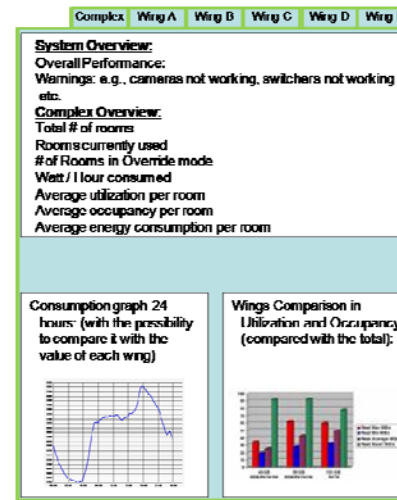 Complex Wing A Wing B Wing C Wing D Wing
System Overview:
Overall Performance:
Warnings: e.g., cameras not working, switchers not working
etc.
Complex Overview:
Total # of rooms
Rooms currently used
# of Rooms in Override mode
Watt / Hour consumed
Average utilization per room
Average occupancy per room
Average energy consumption per room
Consumption graph 24
hours: (with the possibility
to compare it with the
value of each wing)
Wings Comparison in
Utilization and Occupancy
(compared with the total):